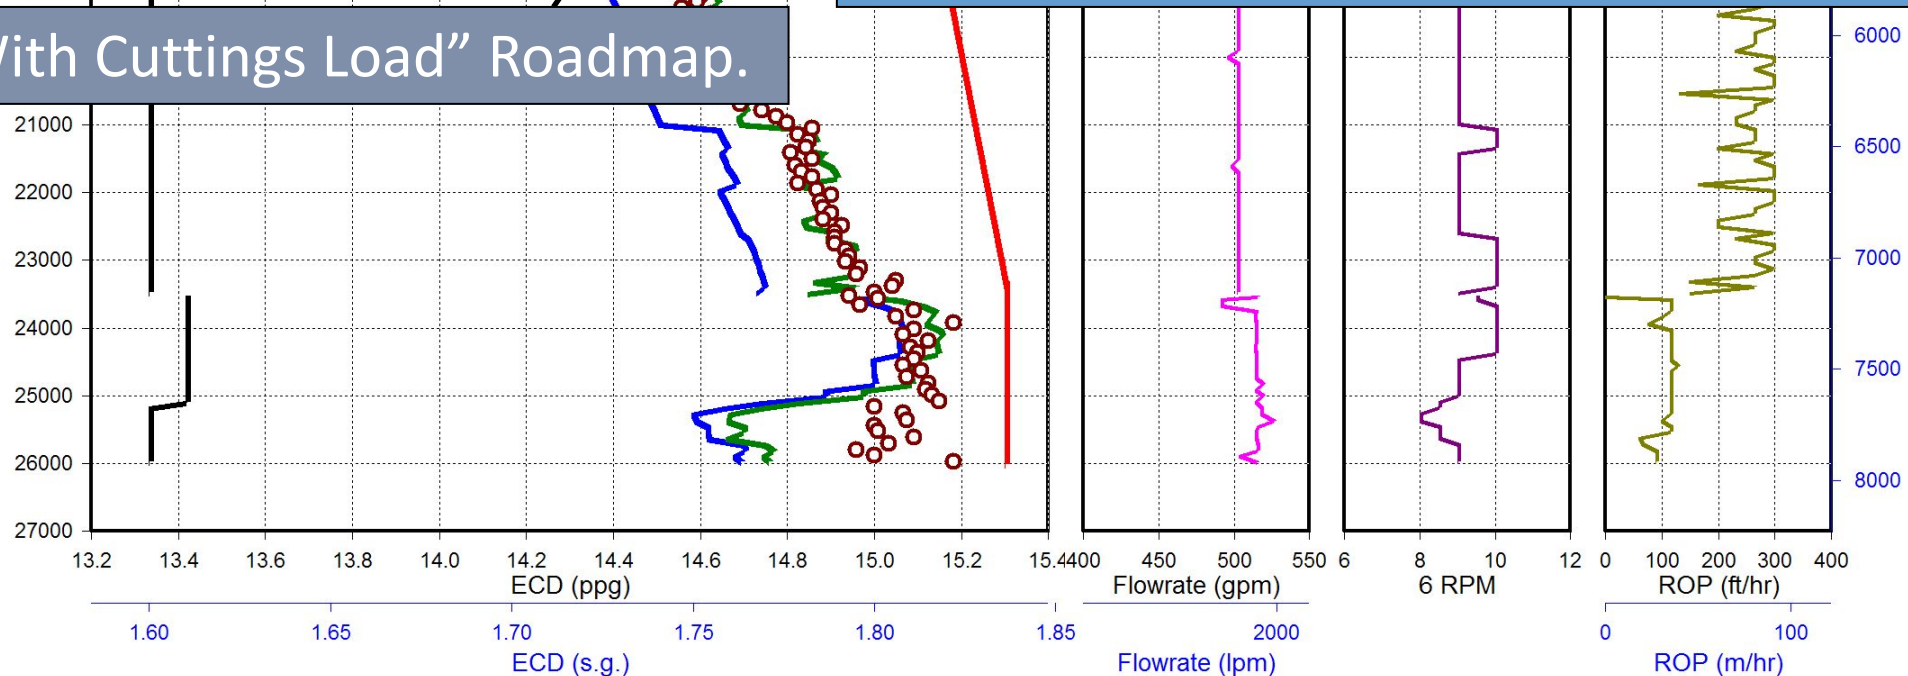 With Cuttings Load” Roadmap.
6000
21000
6500
22000
23000
7000
24000
7500
25000
26000
8000
27000
13.2 13.4 13.6 13.8 14.0 14.2 14.4 14.6 14.8 15.0 15.2 15.4
400 450 500 550
6 8 10 12
0 100 200 300 400
ECD (ppg)
Flowrate (gpm)
6 RPM
ROP (ft/hr)
1.60 1.65 1.70 1.75 1.80 1.85
2000
0 100
ECD (s.g.)
Flowrate (lpm)
ROP (m/hr)